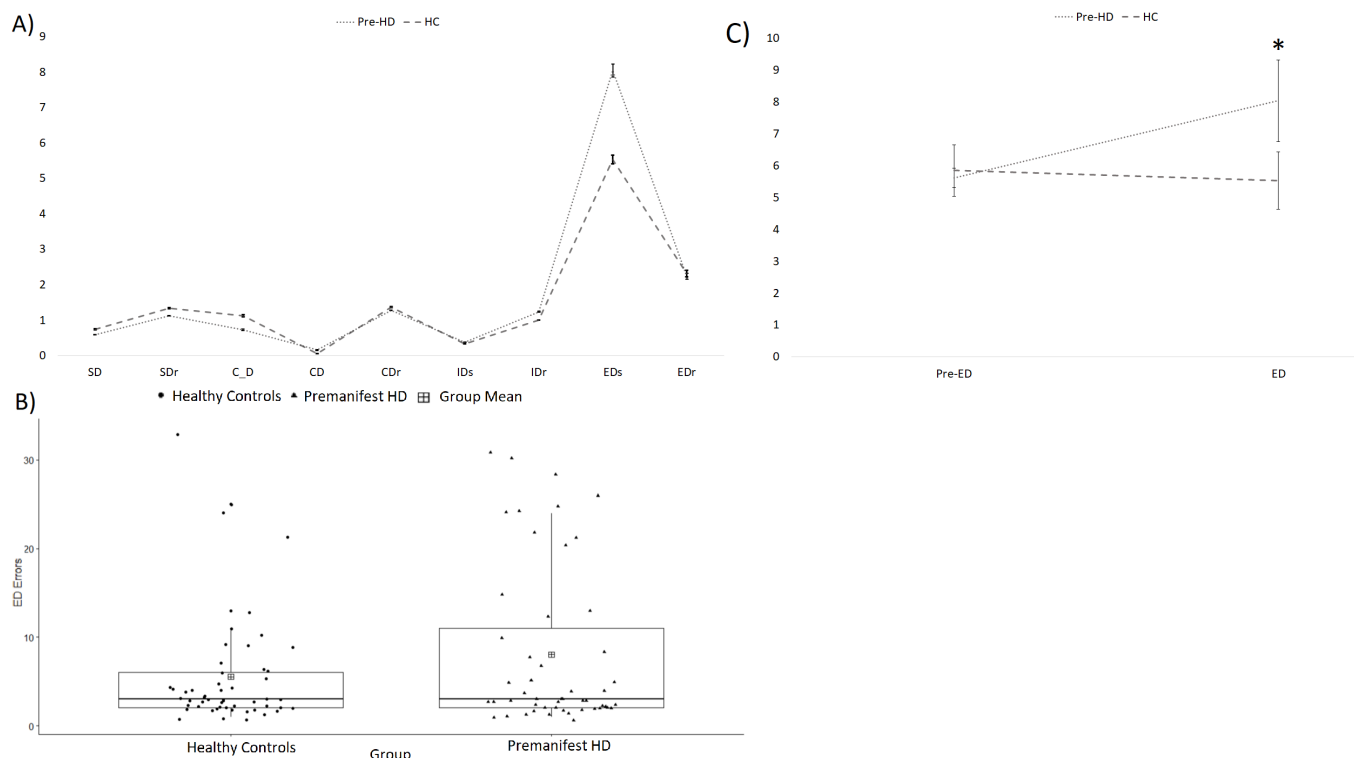 A)
Pre-HD HC
9
8
7
6
5
4
3
2
1
0
SD SDr C_D CD CDr IDs IDr EDs EDr
C)
Pre-HD HC
*
10
9
8
7
6
5
4
3
2
1
0
Pre-ED ED
B)
Healthy Controls Premanifest HD Group Mean
ED Errors
30
20
10
0
Healthy Controls Premanifest HD
Group